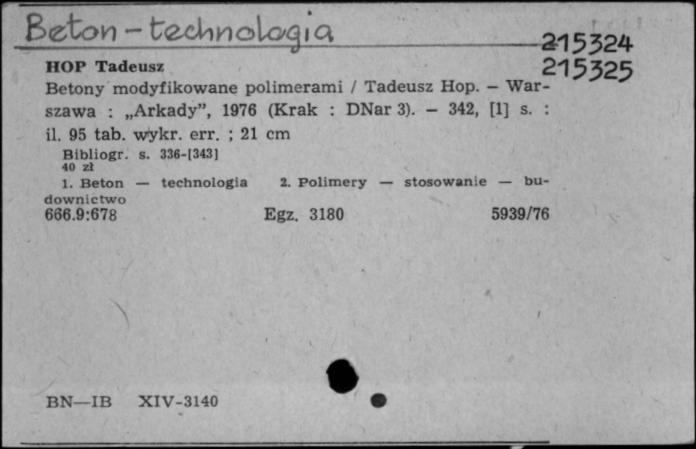 Beton - technologia
215324
215325
HOP Tadeusz
Betony modyfikowane polimerami / Tadeusz Hop. – War-
szawa : „Arkady”, 1976 (Krak : DNar 3). – 342, [1] s. :
il. 95 tab. wykr. err. ; 21 cm
Bibliogr. s. 336-[343]
40 zł
1. Beton — technologia 2. Polimery — stosowanie — bu-
downictwo
666.9:678 Egz. 3180 5939/76
BN—IB XIV-3140